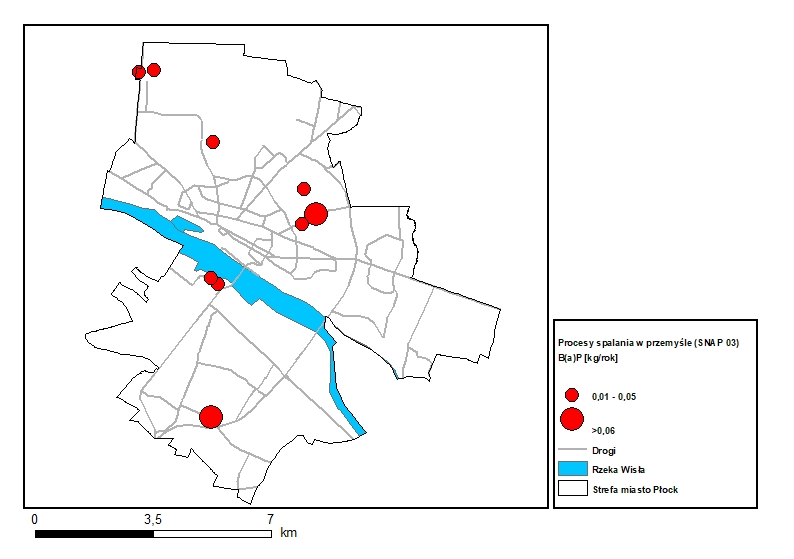 Procesy spalania w przemyśle (SNAP 03)
B(a)P [kg/rok]
0,01 - 0,05
>0,06
Drogi
Rzeka Wisła
Strefa miasto Płock
0 3,5 7
km